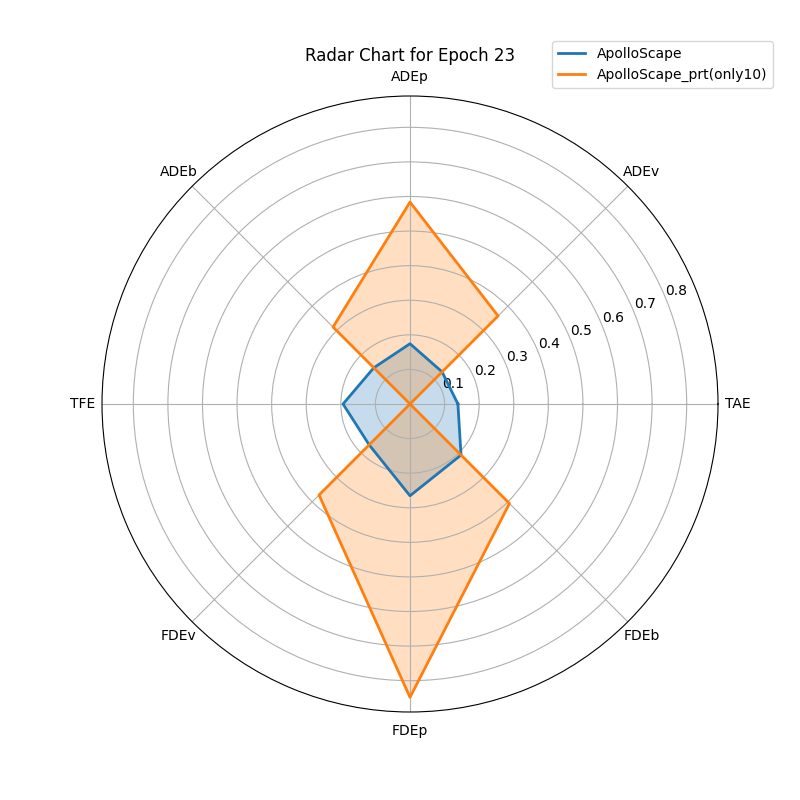 Radar Chart for Epoch 23
ApolloScape
ApolloScape_prt(only10)
ADEp
ADEb
ADEv
0.8
0.7
0.6
0.5
0.4
0.3
0.2
0.1
TFE
TAE
FDEv
FDEb
FDEp